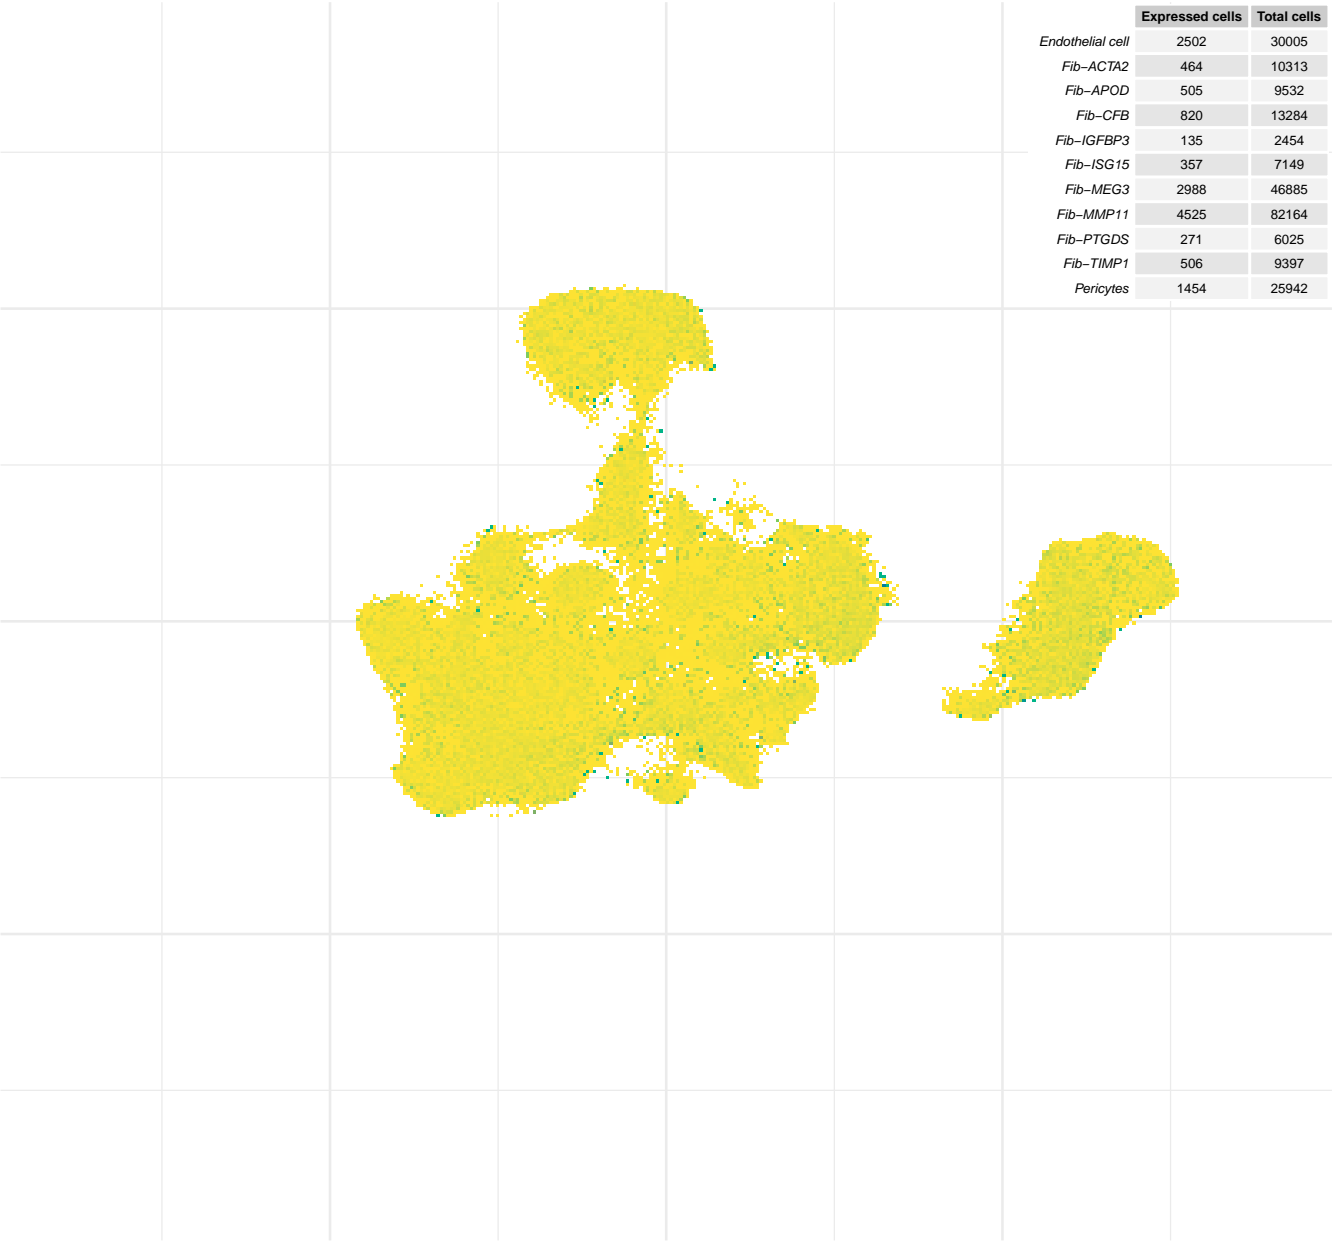 Expressed cells Total cells
Endothelial cell 2502 30005
Fib−ACTA2 464 10313
Fib−APOD 505 9532
Fib−CFB 820 13284
Fib−IGFBP3 135 2454
Fib−ISG15 357 7149
Fib−MEG3 2988 46885
Fib−MMP11 4525 82164
Fib−PTGDS 271 6025
Fib−TIMP1 506 9397
Pericytes 1454 25942